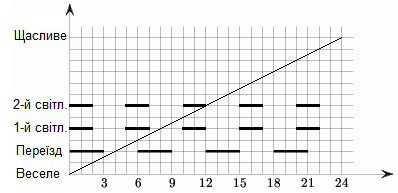 Щасливе
2-й світл.
1-й світл.
Переїзд
Веселе
3 6 9 12 15 18 21 24